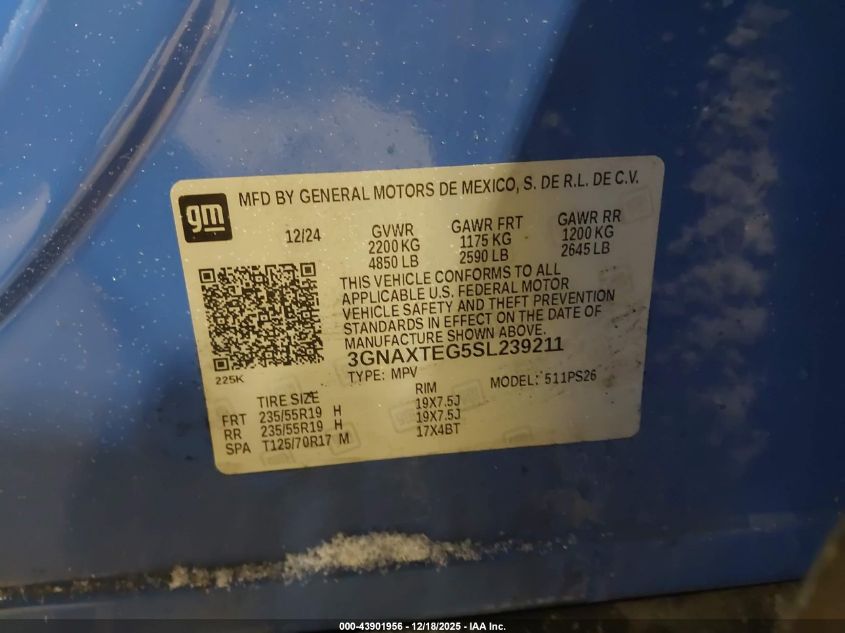 gm
MFD BY GENERAL MOTORS DE MEXICO, S. DE R.L. DE C.V.
12/24 GVWR GAWR FRT GAWR RR
2200 KG 1175 KG 1200 KG
4850 LB 2590 LB 2645 LB
THIS VEHICLE CONFORMS TO ALL
APPLICABLE U.S. FEDERAL MOTOR
VEHICLE SAFETY AND THEFT PREVENTION
STANDARDS IN EFFECT ON THE DATE OF
MANUFACTURE SHOWN ABOVE.
3GNAXTEG5SL239211
225K
TYPE: MPV MODEL: 511PS26
TIRE SIZE RIM
FRT 235/55R19 H 19X7.5J
RR 235/55R19 H 19X7.5J
SPA T125/70R17 M 17X4BT
000-43901956 - 12/18/2025 - IAA Inc.